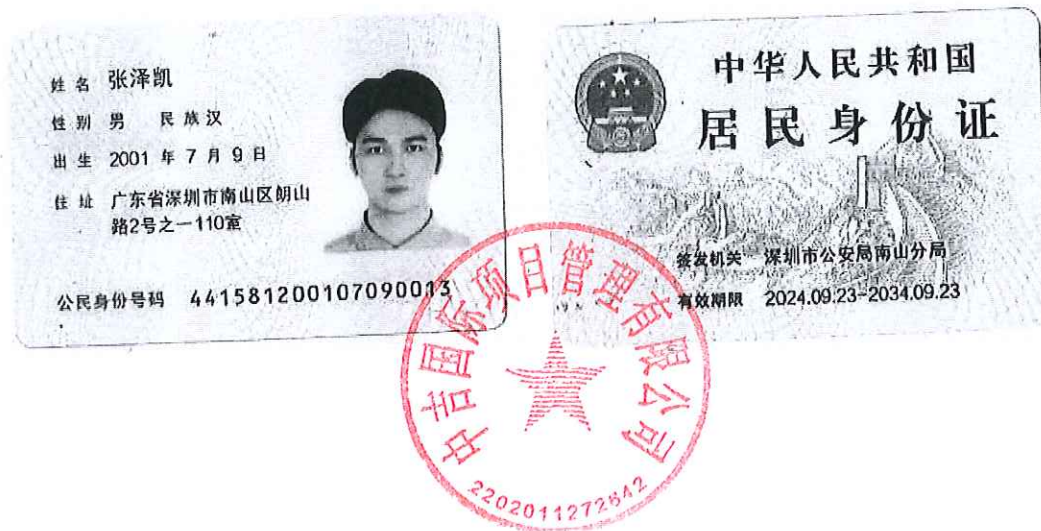 姓名 张泽凯
性别 男 民族汉
出生 2001年7月9日
住址 广东省深圳市南山区朗山
路2号之一110室
公民身份号码 441581200107090013
中华人民共和国
居民身份证
签发机关 深圳市公安局南山分局
有效期限 2024.09.23-2034.09.23
中吉国际项目管理有限公司
2202011272642